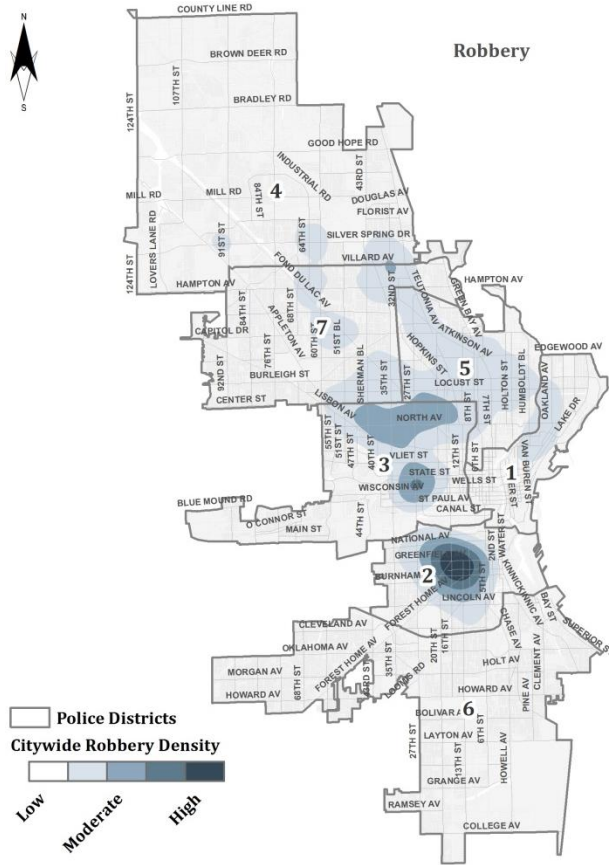 N
S
Robbery
COUNTY LINE RD
BROWN DEER RD
107TH ST
124TH ST
BRADLEY RD
GOOD HOPE RD
INDUSTRIAL RD
43RD ST
MILL RD
MILL RD
84TH ST
4
DOUGLAS AV
FLORIST AV
LOVERS LANE RD
91ST ST
64TH ST
SILVER SPRING DR
VILLARD AV
124TH ST
HAMPTON AV
FOND DU LAC AV
32ND ST
TEUTONIA AV
GREEN BAY AV
HAMPTON AV
84TH ST
68TH ST
APPLETON AV
7
CAPITOL DR
76TH ST
60TH ST
51ST BL
ATKINSON AV
HOPKINS ST
5
EDGEWOOD AV
92ND ST
BURLEIGH ST
SHERMAN BL
35TH ST
27TH ST
LOCUST ST
HOLTON ST
HUMBOLDT BL
OAKLAND AV
LAKE DR
CENTER ST
LISBON AV
8TH ST
7TH ST
NORTH AV
55TH ST
51ST ST
47TH ST
40TH ST
3
VLIET ST
STATE ST
12TH ST
6TH ST
WELLS ST
1
VAN BUREN ST
WISCONSIN AV
ER ST
BLUE MOUND RD
O CONNOR ST
MAIN ST
44TH ST
ST PAUL AV
CANAL ST
NATIONAL AV
2ND ST
WATER ST
GREENFIE
BURNHAM
2
5TH ST
KINNICKINNIC AV
LINCOLN AV
BAY ST
FOREST HOME AV
SUPERIOR S
CLEVELAND AV
OKLAHOMA AV
FOREST HOME AV
35TH ST
20TH ST
16TH ST
CHASE AV
HOLT AV
CLEMENT AV
MORGAN AV
HOWARD AV
68TH ST
43RD ST
LOOMIS RD
HOWARD AV
PINE AV
Police Districts
BOLIVAR A
6
Citywide Robbery Density
27TH ST
LAYTON AV
6TH ST
13TH ST
HOWELL AV
Low
Moderate
High
GRANGE AV
RAMSEY AV
COLLEGE AV